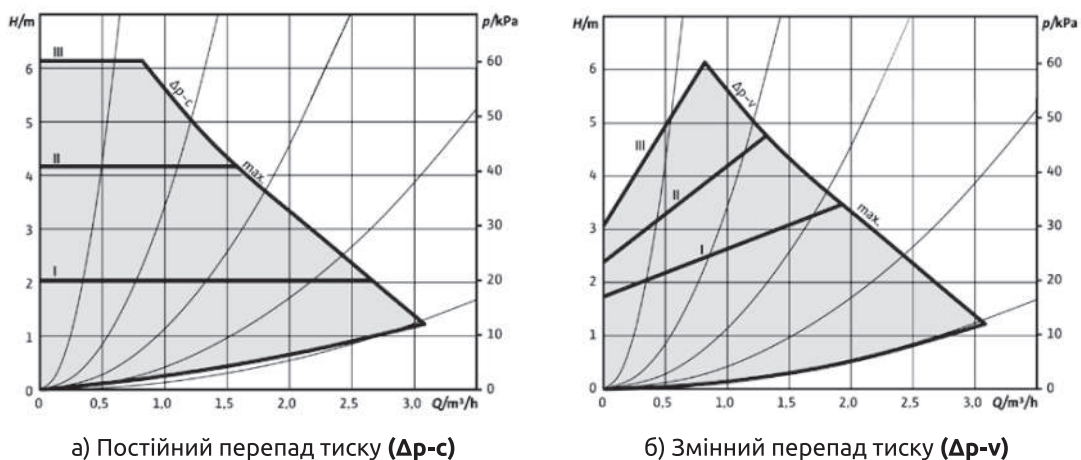 H/m
p/kPa
6
5
4
3
2
1
0
60
50
40
30
20
10
0
III
II
I
Δp-c
max.
0
0,5
1,0
1,5
2,0
2,5
3,0
Q/m³/h
а) Постійний перепад тиску (Δp-c)
H/m
p/kPa
6
5
4
3
2
1
0
60
50
40
30
20
10
0
III
II
I
Δp-v
max.
0
0,5
1,0
1,5
2,0
2,5
3,0
Q/m³/h
б) Змінний перепад тиску (Δp-v)